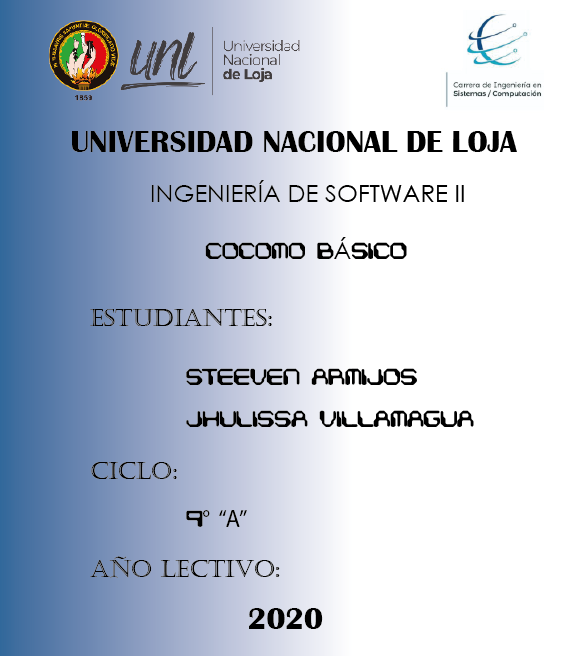 unl
Universidad
Nacional
de Loja
1859
Carrera de Ingeniería en
Sistemas / Computación
UNIVERSIDAD NACIONAL DE LOJA
INGENIERÍA DE SOFTWARE II
COCOMO BÁSICO
ESTUDIANTES:
STEEVEN ARMIJOS
JHULISSA VILLAMAGUA
CICLO:
9° “A”
AÑO LECTIVO:
2020